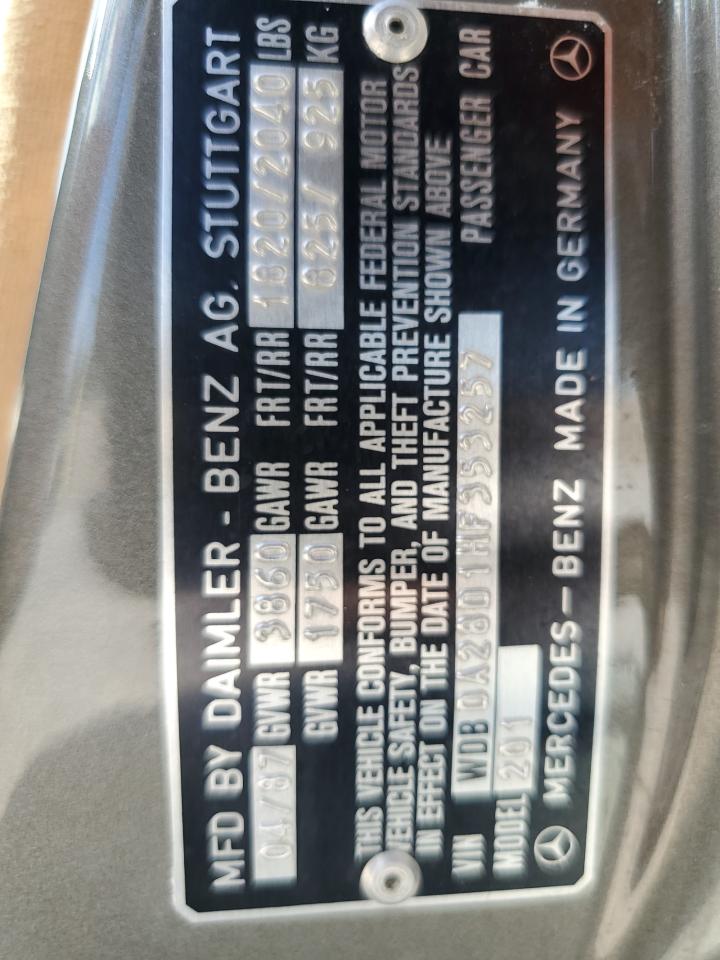 MFD BY DAIMLER - BENZ AG. STUTTGART
04/87 GVWR 3860 GAWR FRT/RR 1820/2040 LBS
GVWR 1750 GAWR FRT/RR 825/ 925 KG
THIS VEHICLE CONFORMS TO ALL APPLICABLE FEDERAL MOTOR
VEHICLE SAFETY, BUMPER, AND THEFT PREVENTION STANDARDS
IN EFFECT ON THE DATE OF MANUFACTURE SHOWN ABOVE
VIN PASSENGER CAR
MODEL 201
MERCEDES-BENZ MADE IN GERMANY